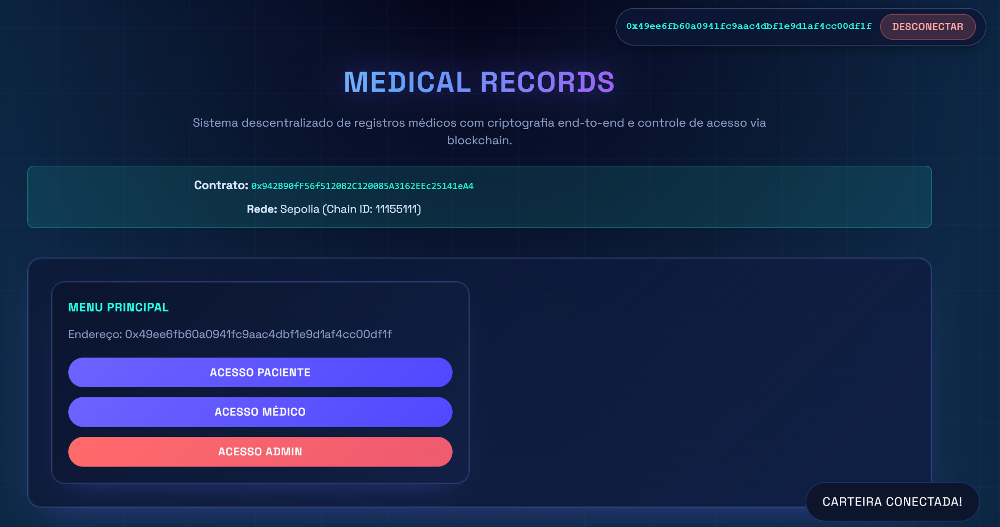 0x49ee6fb60a0941fc9aac4dbf1e9d1af4cc00df1f DESCONECTAR
MEDICAL RECORDS
Sistema descentralizado de registros médicos com criptografia end-to-end e controle de acesso via
blockchain.
Contrato: 0x942B90fF56f5120B2C120085A3162EEc25141eA4
Rede: Sepolia (Chain ID: 11155111)
MENU PRINCIPAL
Endereço: 0x49ee6fb60a0941fc9aac4dbf1e9d1af4cc00df1f
ACESSO PACIENTE
ACESSO MÉDICO
ACESSO ADMIN
CARTEIRA CONECTADA!